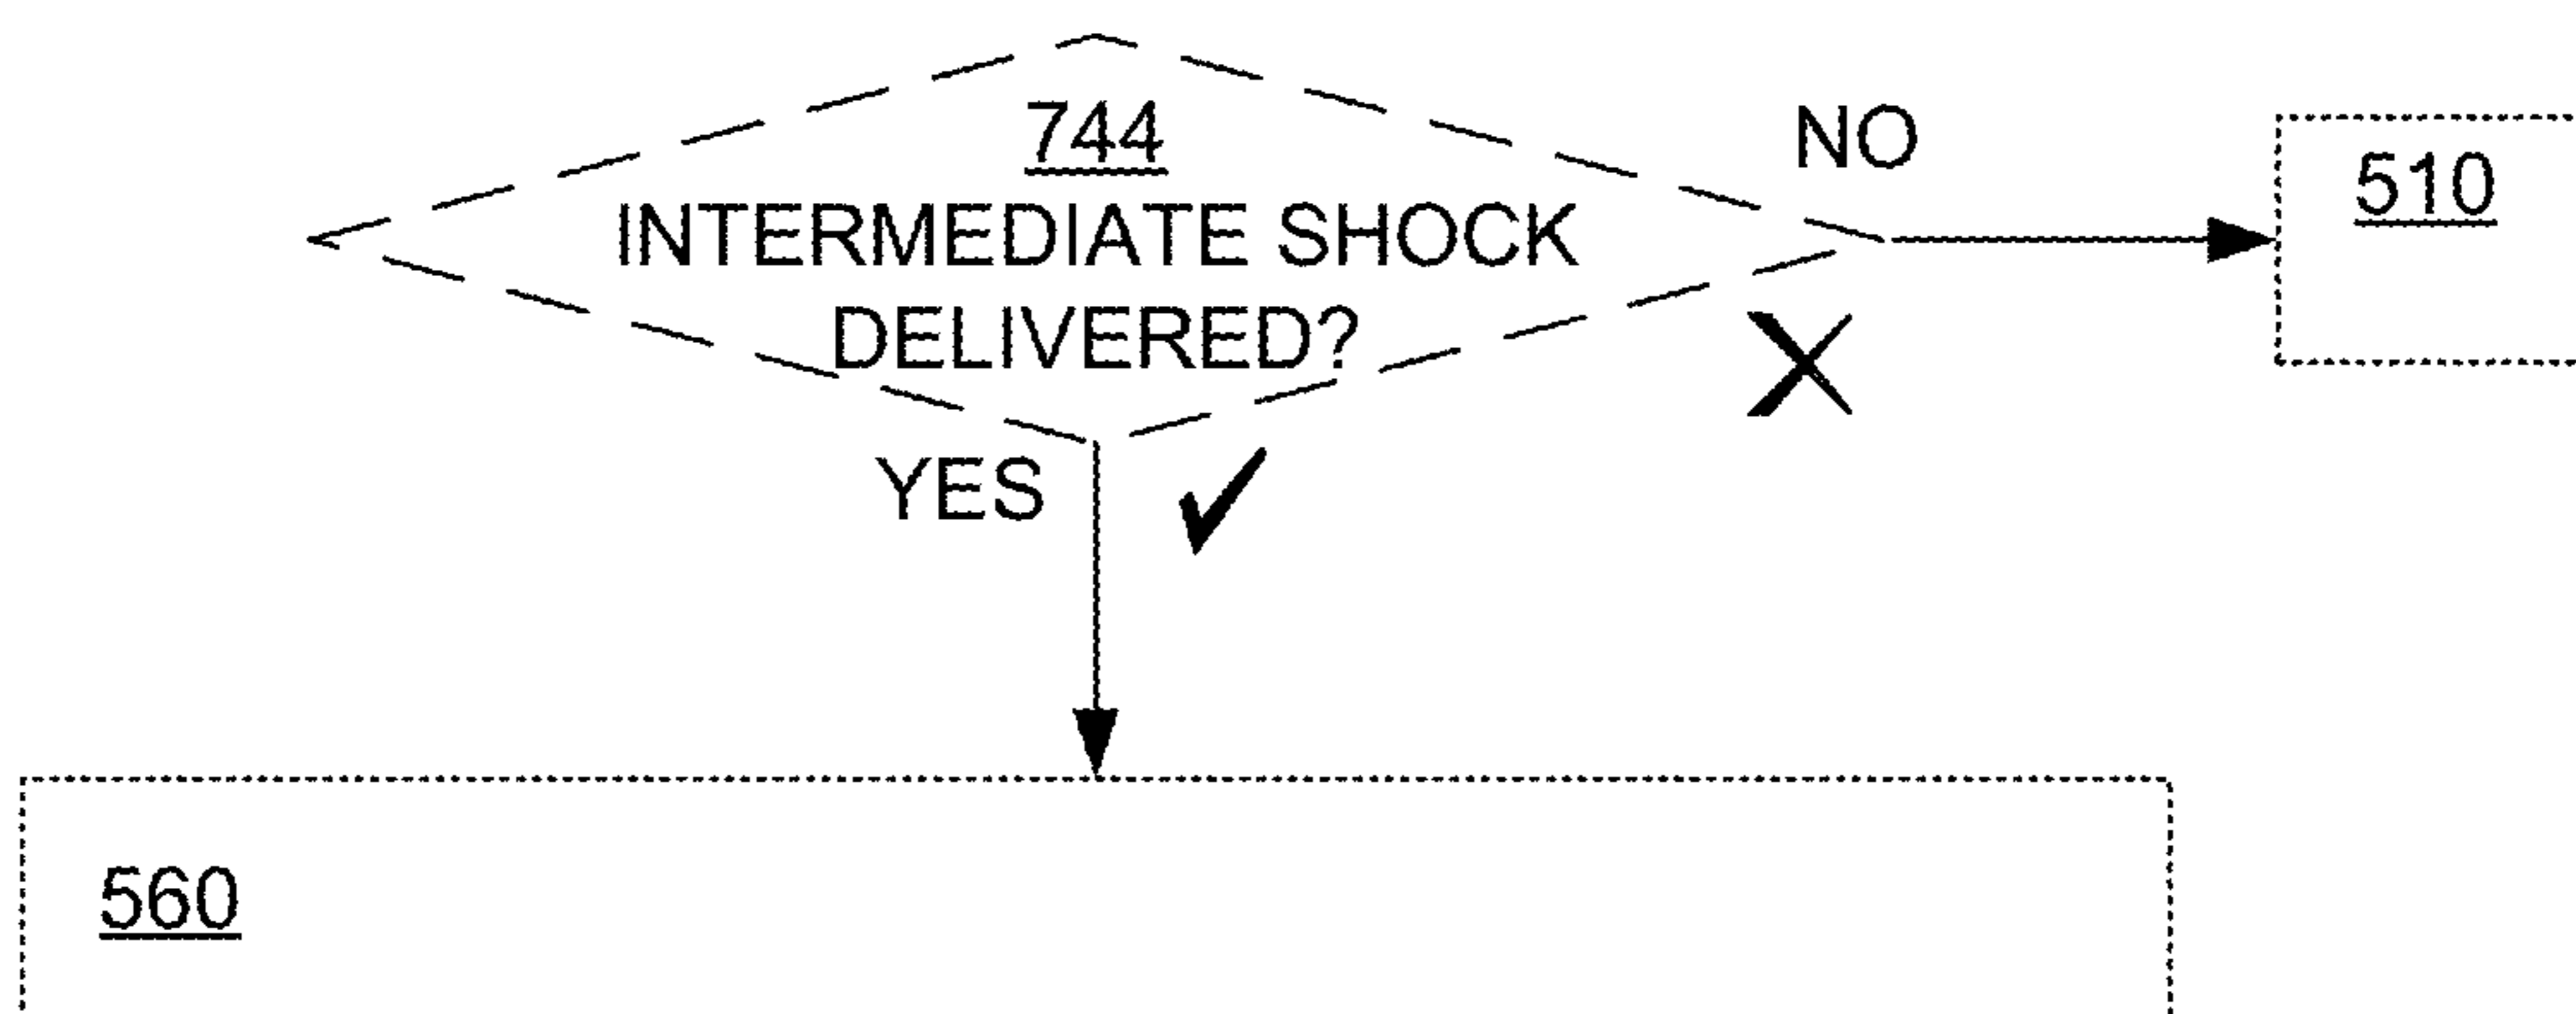 744
INTERMEDIATE SHOCK
DELIVERED?
NO
510
YES
560